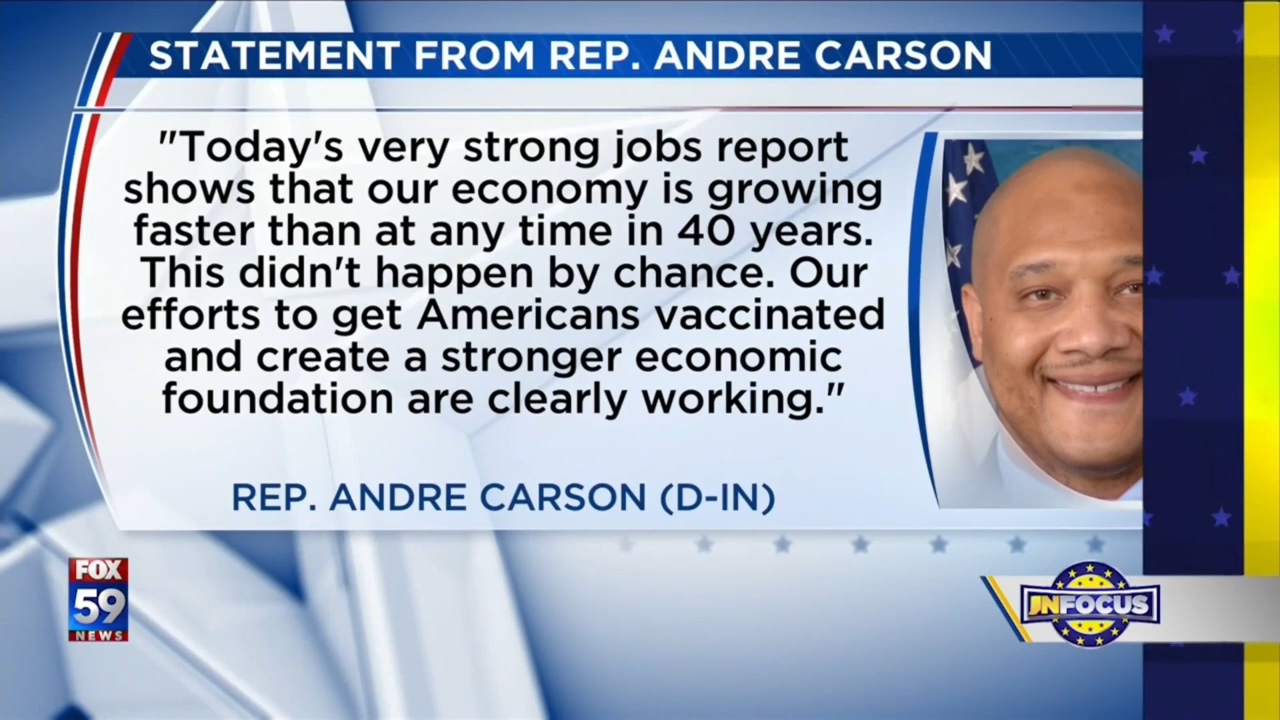 STATEMENT FROM REP. ANDRE CARSON
"Today's very strong jobs report
shows that our economy is growing
faster than at any time in 40 years.
This didn't happen by chance. Our
efforts to get Americans vaccinated
and create a stronger economic
foundation are clearly working."
REP. ANDRE CARSON (D-IN)
FOX
59
NEWS
INFOCUS